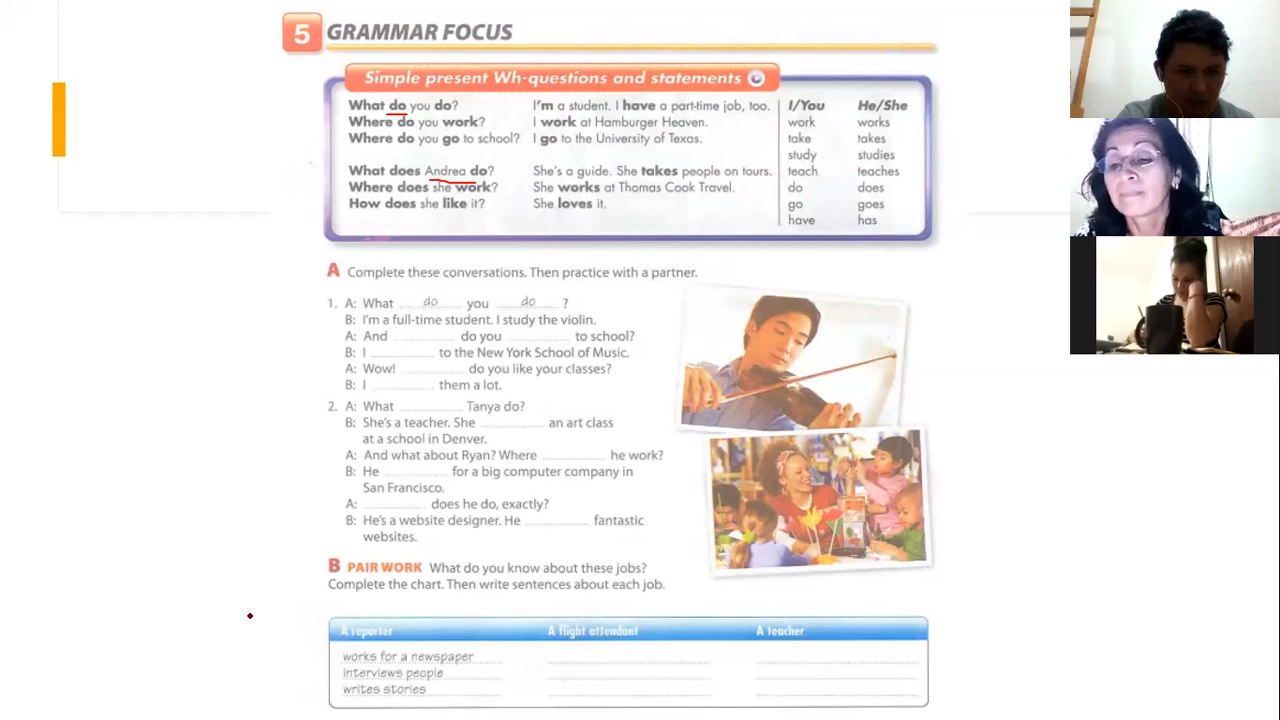 5 GRAMMAR FOCUS
Simple present Wh-questions and statements
What do you do? I'm a student. I have a part-time job, too. I/You He/She
Where do you work? I work at Hamburger Heaven. work works
Where do you go to school? I go to the University of Texas. take takes
study studies
What does Andrea do? She's a guide. She takes people on tours. teach teaches
Where does she work? She works at Thomas Cook Travel. do does
How does she like it? She loves it. go goes
have has
A Complete these conversations. Then practice with a partner.
1. A: What do you do ?
B: I'm a full-time student. I study the violin.
A: And ............ do you ............ to school?
B: I ............ to the New York School of Music.
A: Wow! ............ do you like your classes?
B: I ............ them a lot.
2. A: What ............ Tanya do?
B: She's a teacher. She ............ an art class
at a school in Denver.
A: And what about Ryan? Where ............ he work?
B: He ............ for a big computer company in
San Francisco.
A: ............ does he do, exactly?
B: He's a website designer. He ............ fantastic
websites.
B PAIR WORK What do you know about these jobs?
Complete the chart. Then write sentences about each job.
A reporter A flight attendant A teacher
works for a newspaper
interviews people
writes stories